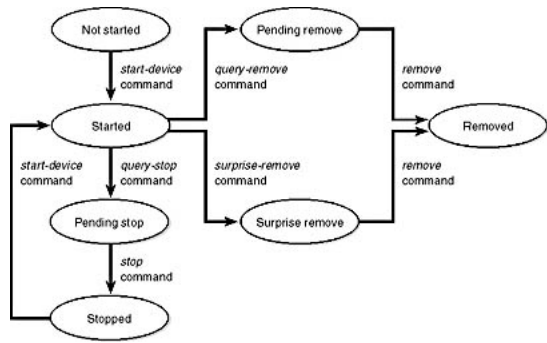 Not started
Pending remove
start-device
command
query-remove
command
remove
command
Started
Removed
start-device
command
query-stop
command
surprise-remove
command
remove
command
Pending stop
Surprise remove
stop
command
Stopped